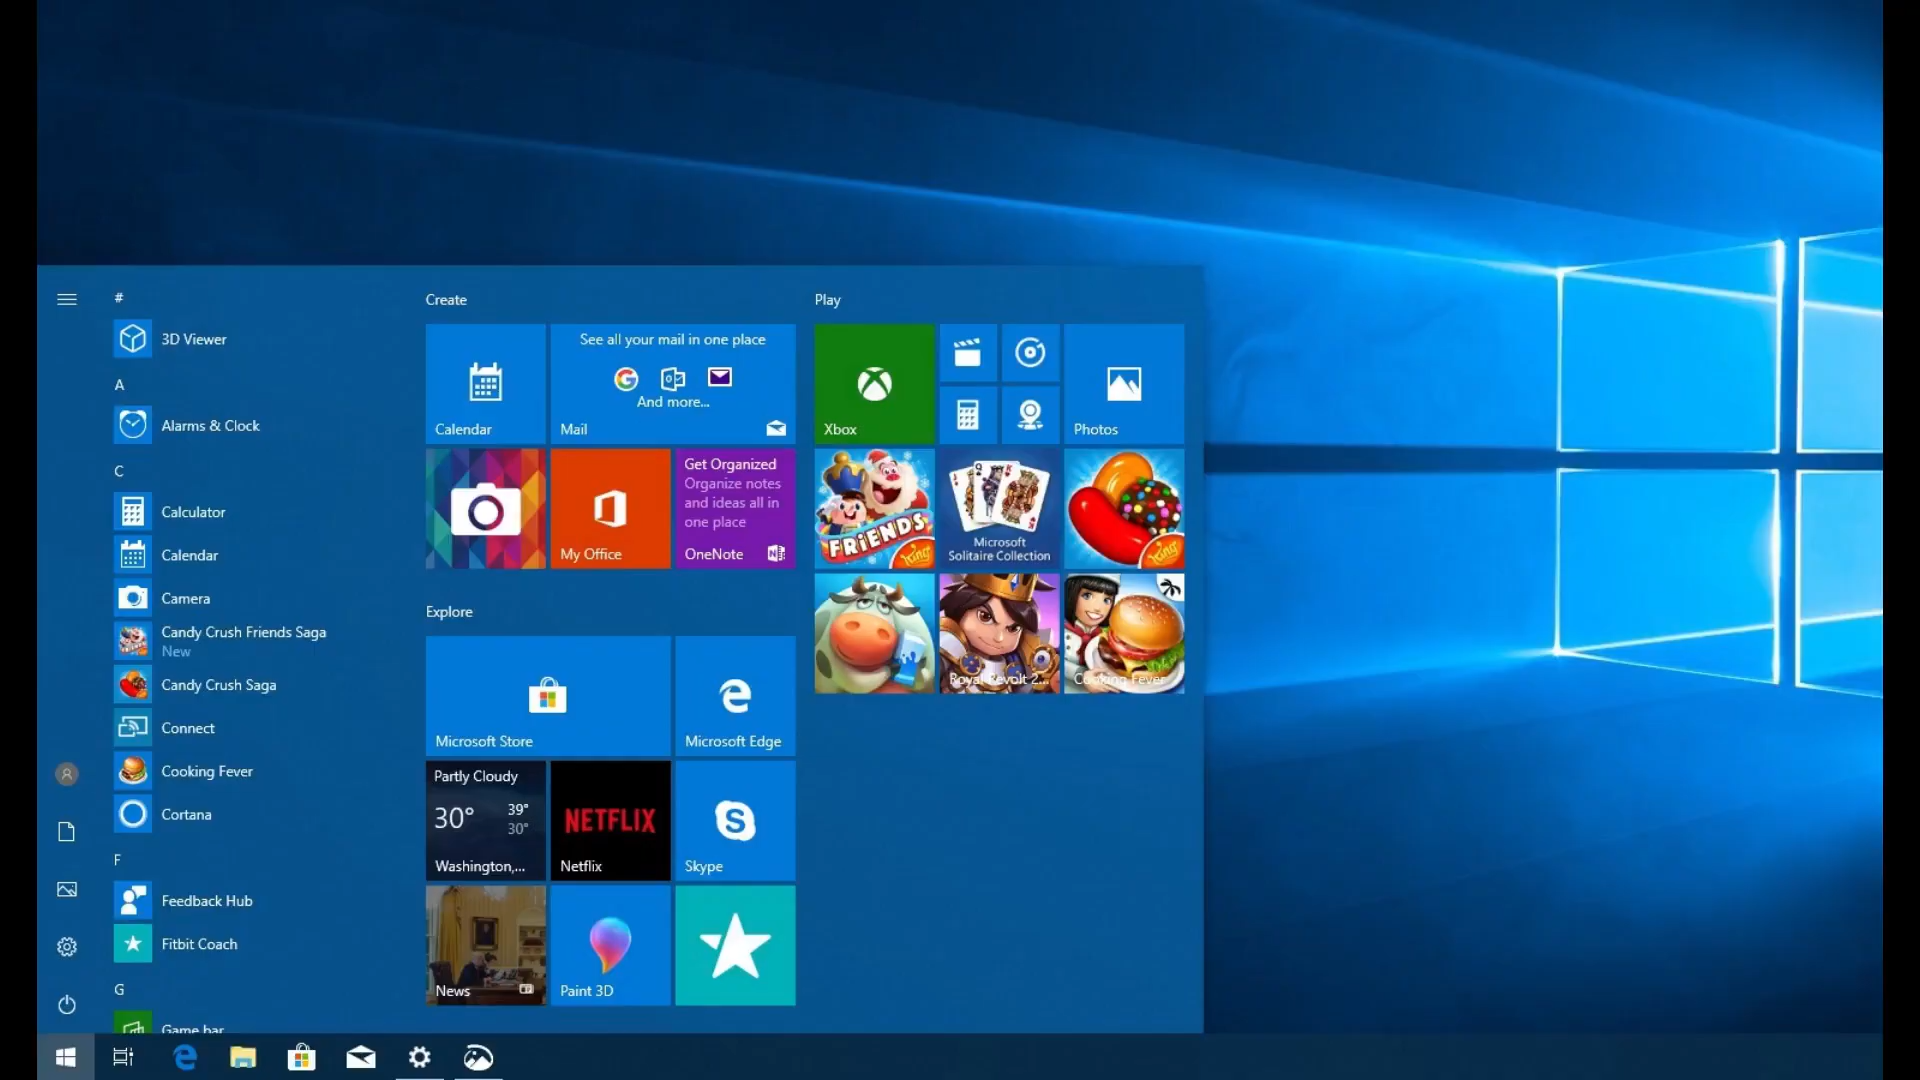 #
3D Viewer
A
Alarms & Clock
C
Calculator
Calendar
Camera
Candy Crush Friends Saga
New
Candy Crush Saga
Connect
Cooking Fever
Cortana
F
Feedback Hub
Fitbit Coach
G
Game bar
Create
Calendar
See all your mail in one place
And more...
Mail
My Office
Get Organized
Organize notes
and ideas all in
one place
OneNote
Explore
Microsoft Store
Microsoft Edge
Partly Cloudy
30° 39°
30°
Washington,...
NETFLIX
Netflix
Skype
News
Paint 3D
Play
Xbox
Photos
FRIENDS
King
Microsoft
Solitaire Collection
King
Royal Revolt 2...
Cooking Fever